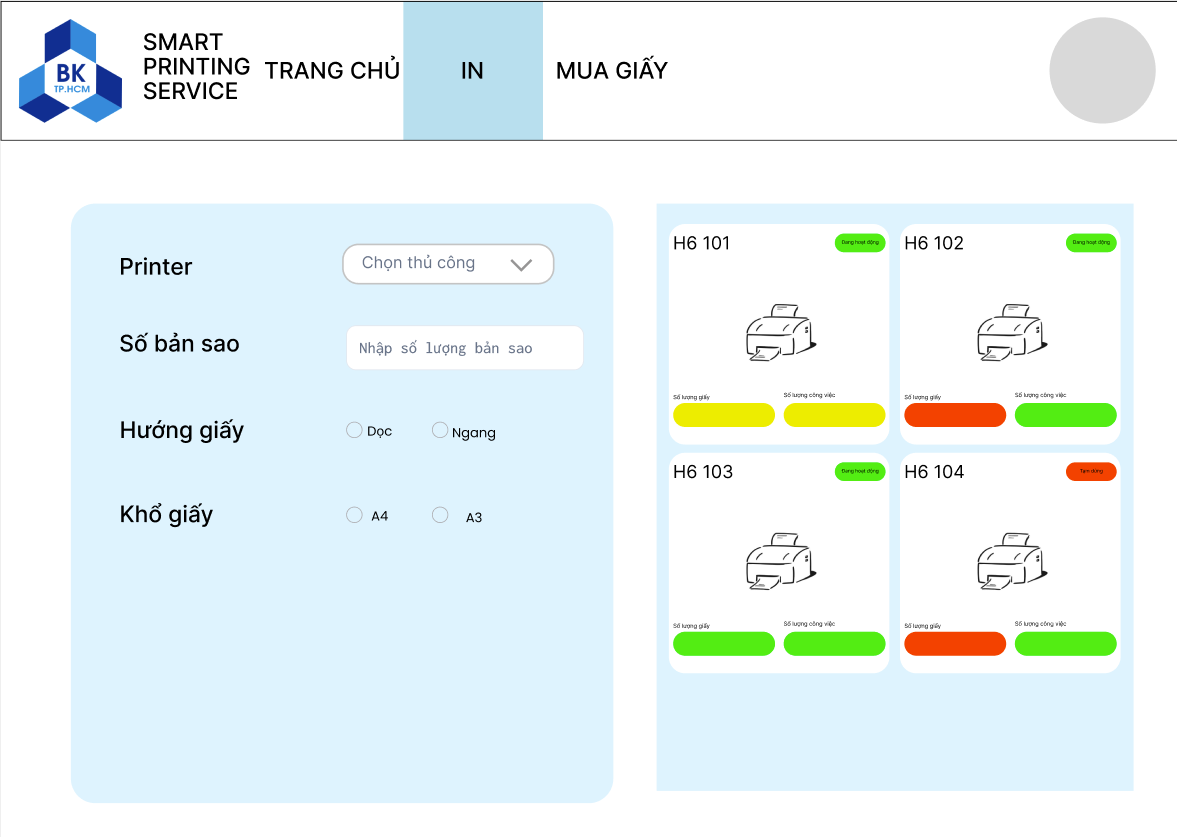 BK
TP.HCM
SMART
PRINTING
SERVICE
TRANG CHỦ
IN
MUA GIẤY
Printer
Chọn thủ công
Số bản sao
Nhập số lượng bản sao
Hướng giấy
Dọc
Ngang
Khổ giấy
A4
A3
H6 101
Đang hoạt động
Số lượng giấy
Số lượng công việc
H6 102
Đang hoạt động
Số lượng giấy
Số lượng công việc
H6 103
Đang hoạt động
Số lượng giấy
Số lượng công việc
H6 104
Tạm dừng
Số lượng giấy
Số lượng công việc